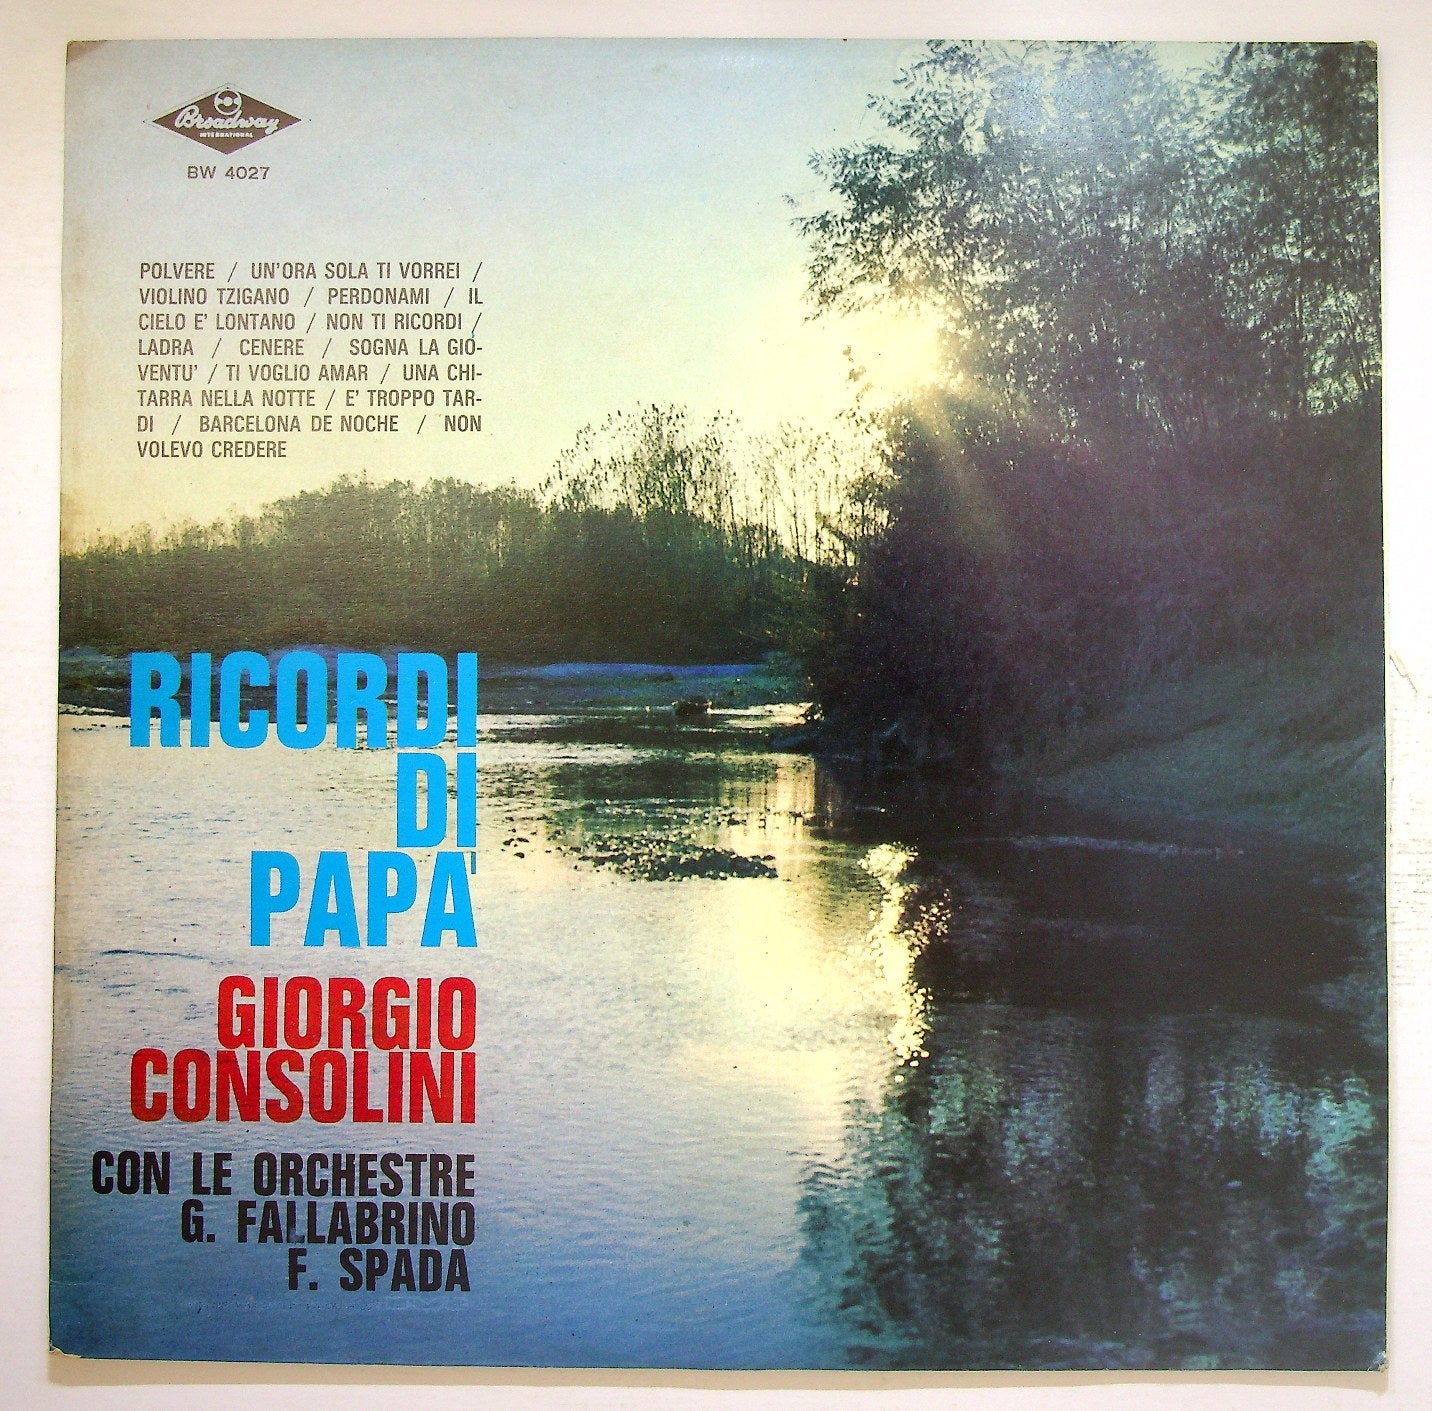 Broadway
INTERNATIONAL
BW 4027
POLVERE / UN'ORA SOLA TI VORREI /
VIOLINO TZIGANO / PERDONAMI / IL
CIELO E' LONTANO / NON TI RICORDI /
LADRA / CENERE / SOGNA LA GIO-
VENTU' / TI VOGLIO AMAR / UNA CHI-
TARRA NELLA NOTTE / E' TROPPO TAR-
DI / BARCELONA DE NOCHE / NON
VOLEVO CREDERE
RICORDI
DI
PAPA'
GIORGIO
CONSOLINI
CON LE ORCHESTRE
G. FALLABRINO
F. SPADA